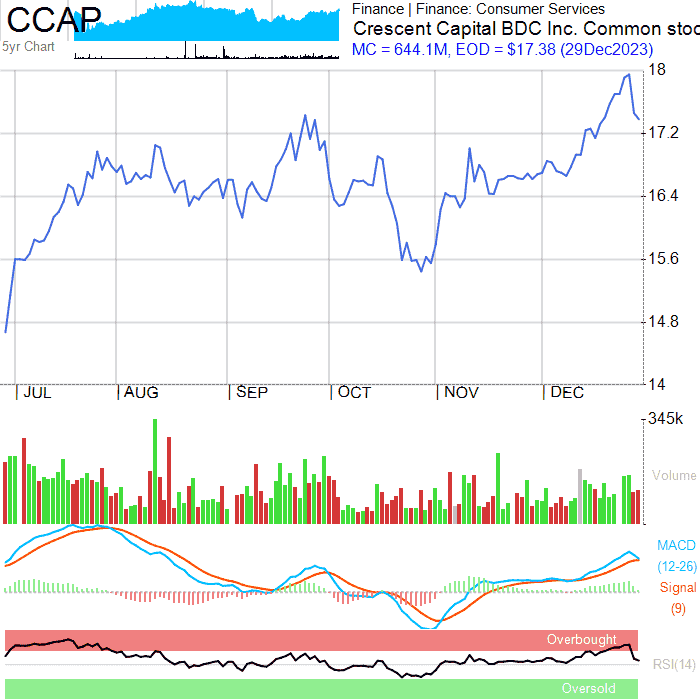 CCAP
5yr Chart
Finance | Finance: Consumer Services
Crescent Capital BDC Inc. Common stoc
MC = 644.1M, EOD = $17.38 (29Dec2023)
18
17.2
16.4
15.6
14.8
14
| JUL | AUG | SEP | OCT | NOV | DEC
345k
Volume
MACD
(12-26)
Signal
(9)
Overbought
RSI(14)
Oversold